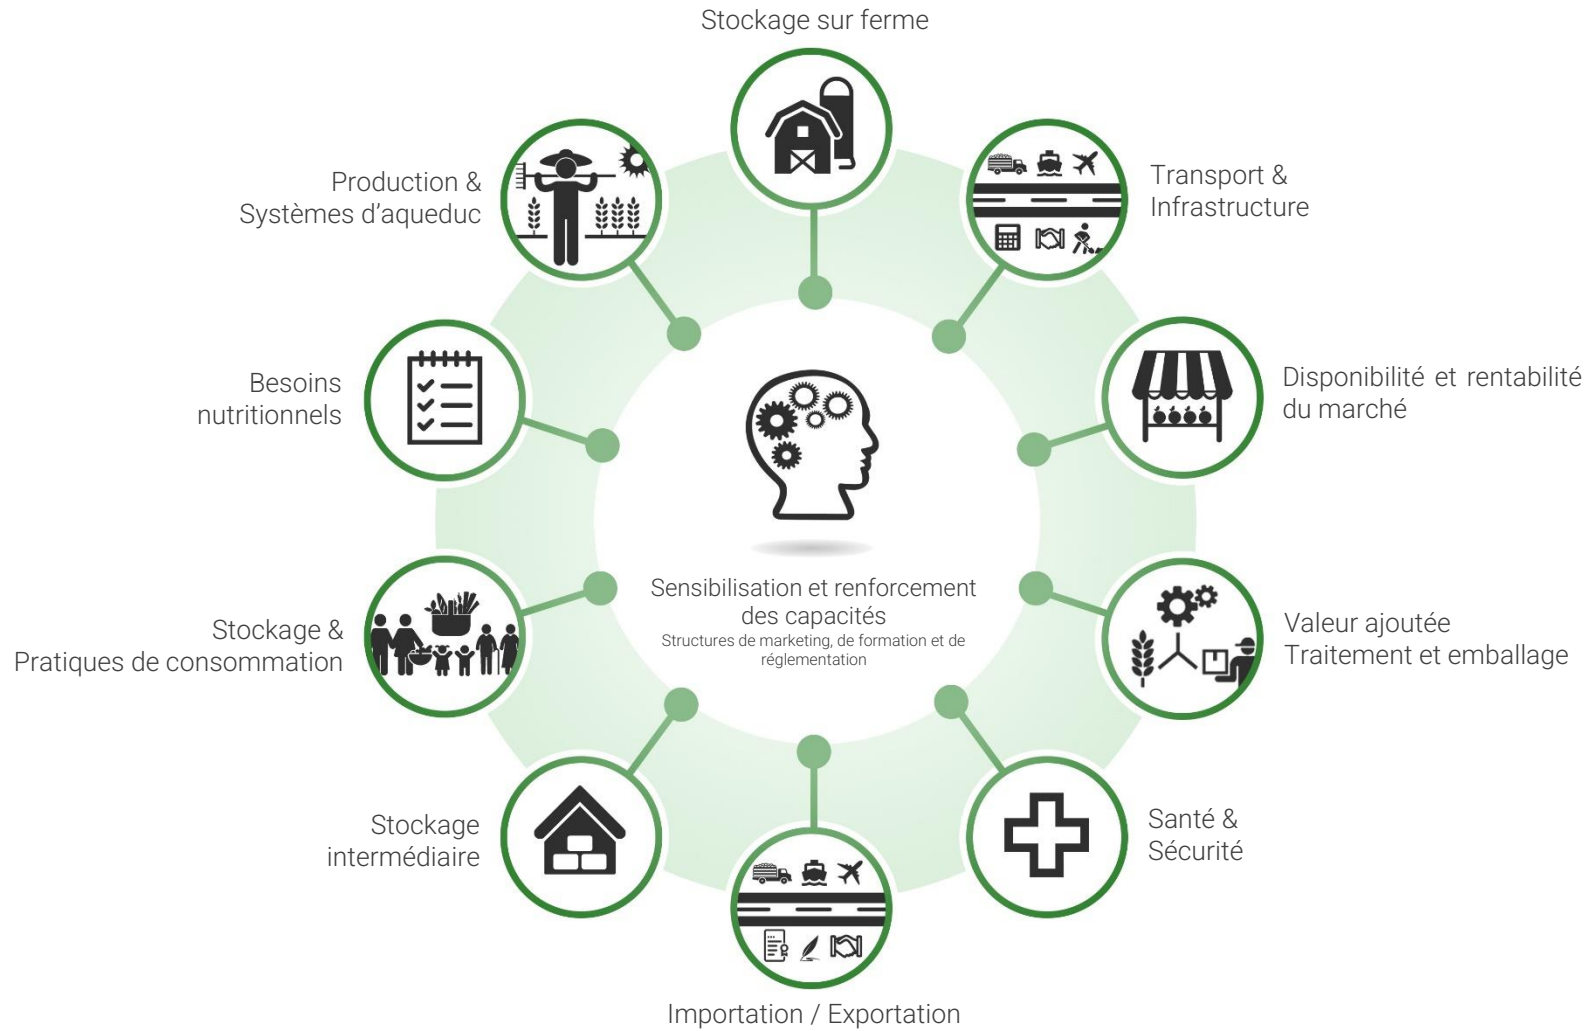 Stockage sur ferme
Production &
Systèmes d’aqueduc
Transport &
Infrastructure
Besoins
nutritionnels
Disponibilité et rentabilité
du marché
Sensibilisation et renforcement
des capacités
Structures de marketing, de formation et de
réglementation
Stockage &
Pratiques de consommation
Valeur ajoutée
Traitement et emballage
Stockage
intermédiaire
Santé &
Sécurité
Importation / Exportation